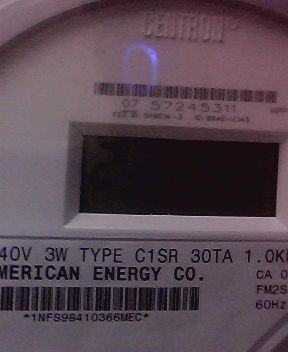 CENTRON
07 57245311
40V 3W TYPE C1SR 30TA 1.0K
MERICAN ENERGY CO.
CA 0
FM2S
60Hz
*1NFS98410366MEC*